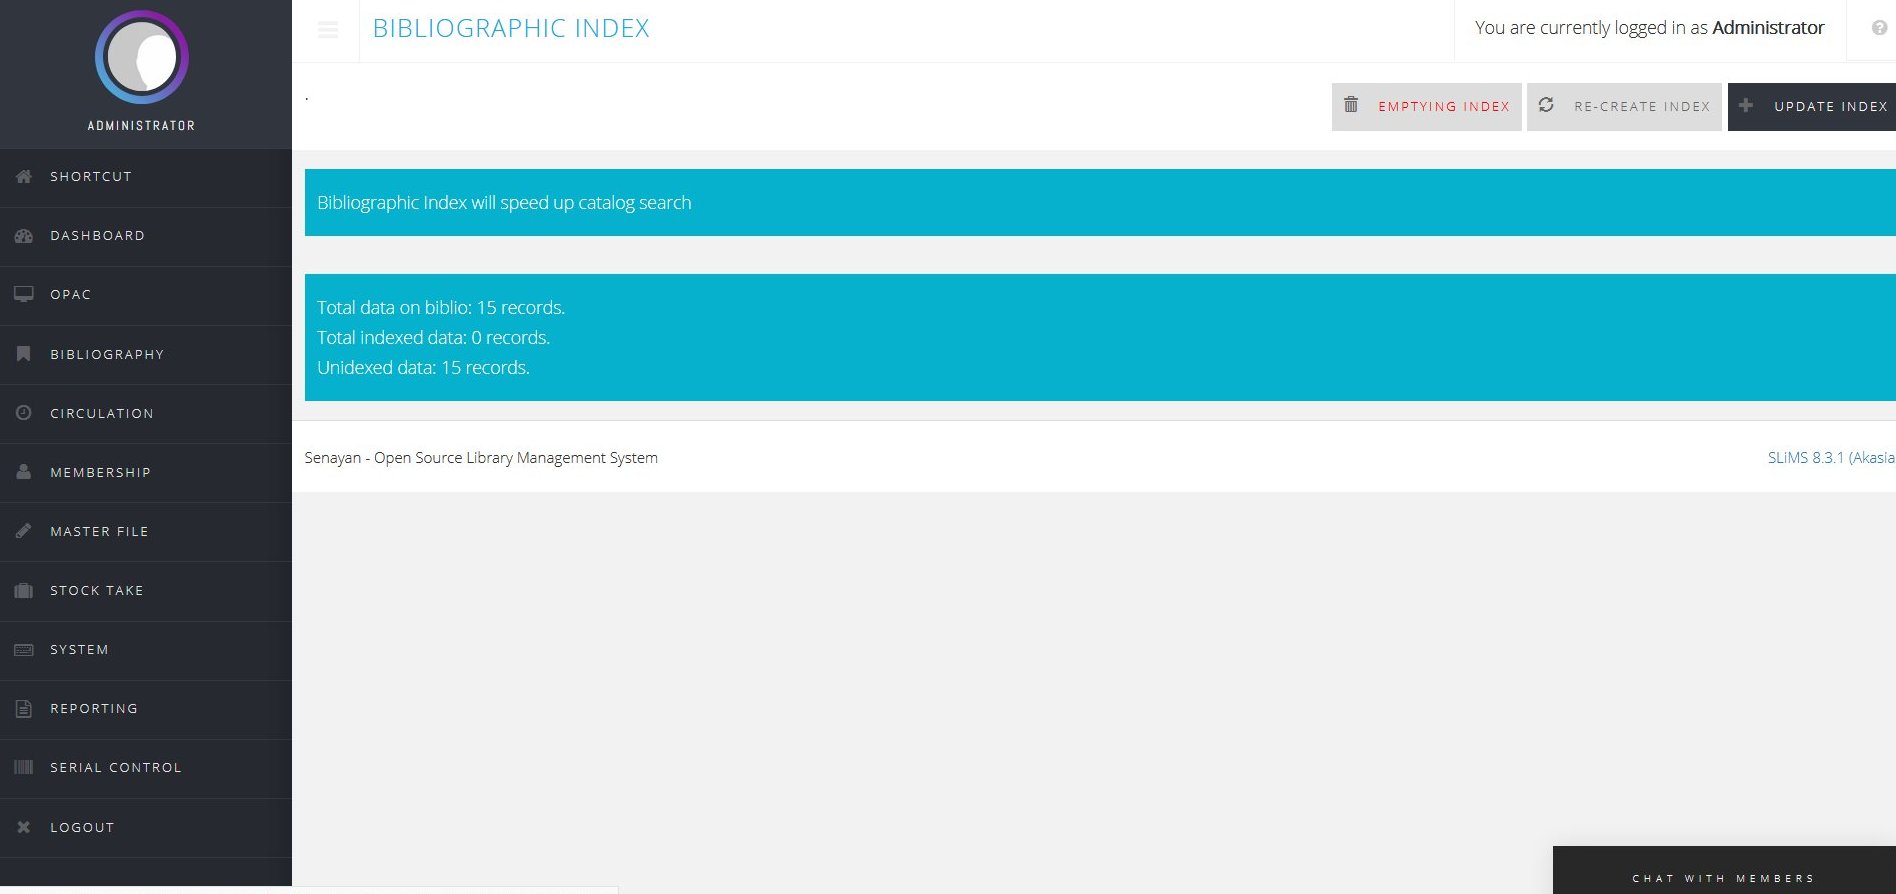 ADMINISTRATOR
SHORTCUT
DASHBOARD
OPAC
BIBLIOGRAPHY
CIRCULATION
MEMBERSHIP
MASTER FILE
STOCK TAKE
SYSTEM
REPORTING
SERIAL CONTROL
LOGOUT
BIBLIOGRAPHIC INDEX
You are currently logged in as Administrator
.
EMPTYING INDEX
RE-CREATE INDEX
UPDATE INDEX
Bibliographic Index will speed up catalog search
Total data on biblio: 15 records.
Total indexed data: 0 records.
Unidexed data: 15 records.
Senayan - Open Source Library Management System
SLiMS 8.3.1 (Akasia
CHAT WITH MEMBERS